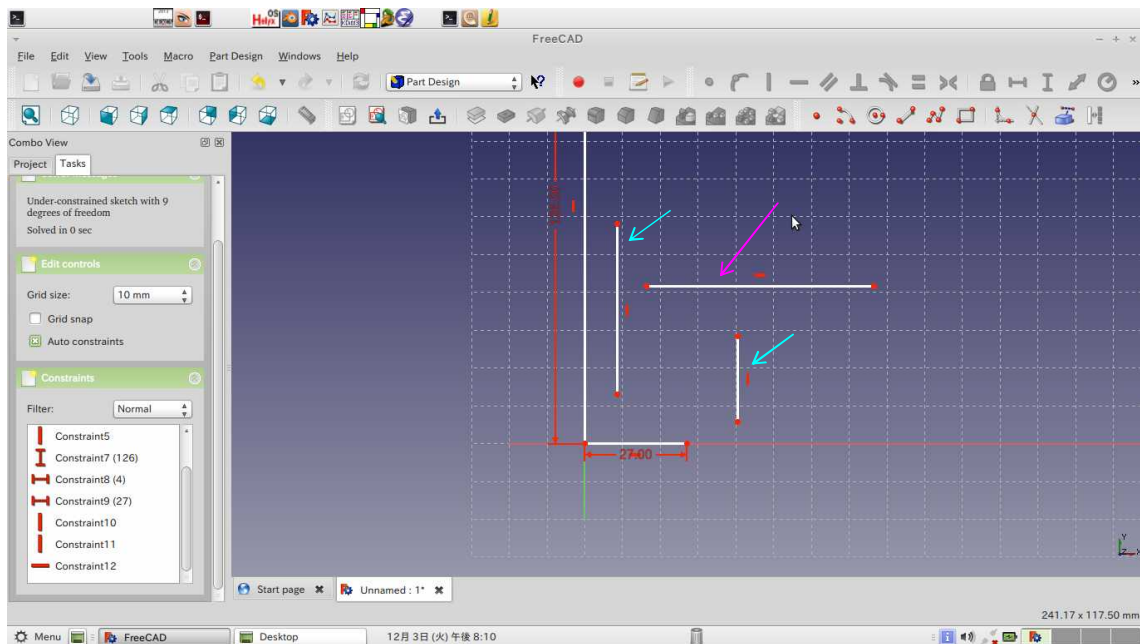 FreeCAD
File Edit View Tools Macro Part Design Windows Help
Part Design
Combo View
Project Tasks
Under-constrained sketch with 9
degrees of freedom
Solved in 0 sec
Edit controls
Grid size: 10 mm
Grid snap
Auto constraints
Constraints
Filter: Normal
Constraint5
Constraint7 (126)
Constraint8 (4)
Constraint9 (27)
Constraint10
Constraint11
Constraint12
27.00
Y
Z X
Start page
Unnamed : 1*
241.17 x 117.50 mm
Menu FreeCAD Desktop 12月 3日 (火) 午後 8:10